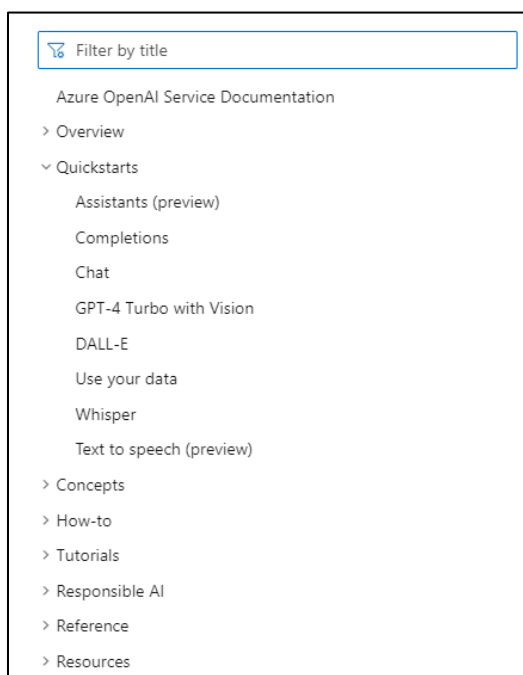 Filter by title
Azure OpenAI Service Documentation
Overview
Quickstarts
Assistants (preview)
Completions
Chat
GPT-4 Turbo with Vision
DALL-E
Use your data
Whisper
Text to speech (preview)
Concepts
How-to
Tutorials
Responsible AI
Reference
Resources